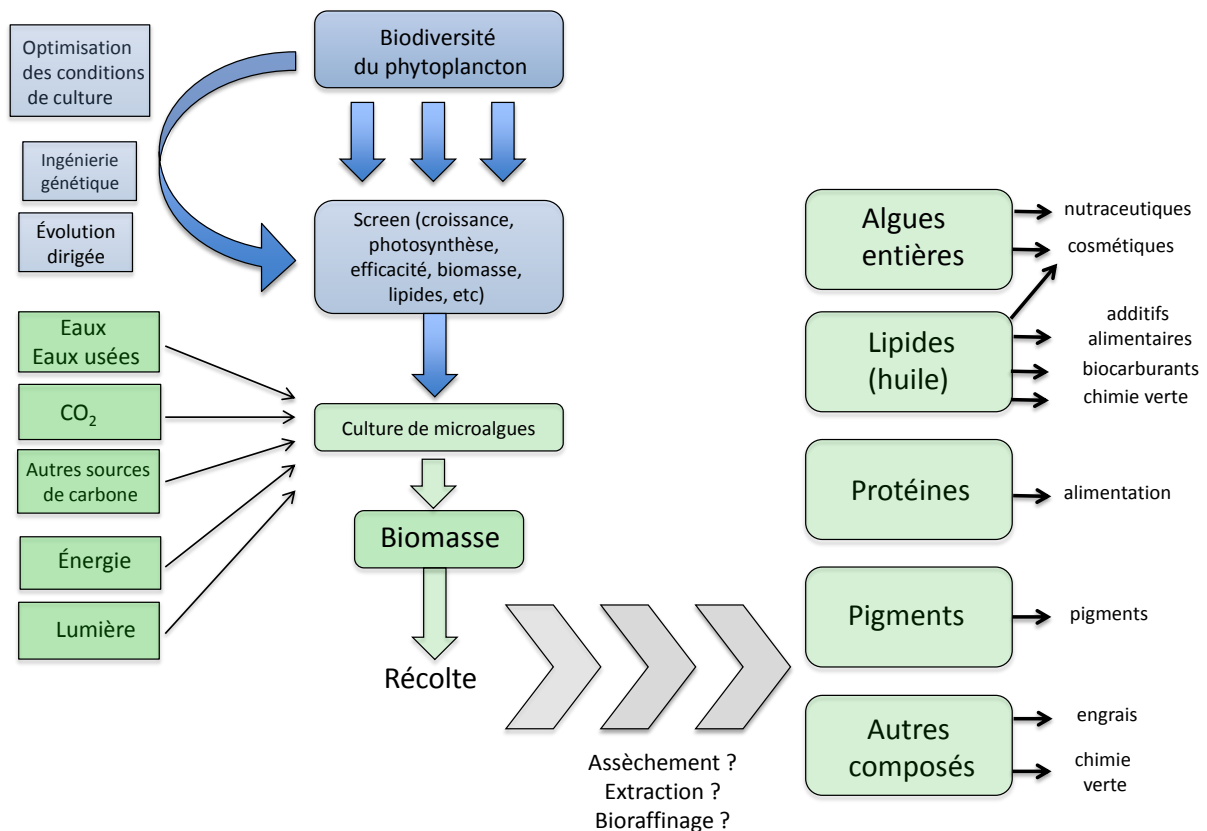 Optimisation
des conditions
de culture
Ingénierie
génétique
Évolution
dirigée
Biodiversité
du phytoplancton
Screen (croissance,
photosynthèse,
efficacité, biomasse,
lipides, etc)
Eaux
Eaux usées
CO₂
Autres sources
de carbone
Énergie
Lumière
Culture de microalgues
Biomasse
Récolte
Assèchement ?
Extraction ?
Bioraffinage ?
Algues
entières
nutraceutiques
cosmétiques
Lipides
(huile)
additifs
alimentaires
biocarburants
chimie verte
Protéines
alimentation
Pigments
pigments
Autres
composés
engrais
chimie
verte